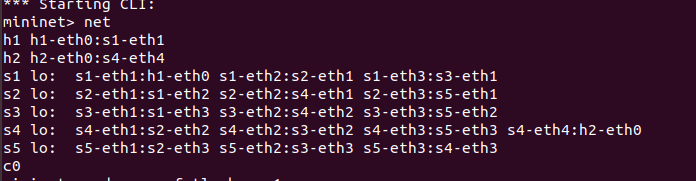 *** Starting CLI:
mininet> net
h1 h1-eth0:s1-eth1
h2 h2-eth0:s4-eth4
s1 lo:  s1-eth1:h1-eth0 s1-eth2:s2-eth1 s1-eth3:s3-eth1
s2 lo:  s2-eth1:s1-eth2 s2-eth2:s4-eth1 s2-eth3:s5-eth1
s3 lo:  s3-eth1:s1-eth3 s3-eth2:s4-eth2 s3-eth3:s5-eth2
s4 lo:  s4-eth1:s2-eth2 s4-eth2:s3-eth2 s4-eth3:s5-eth3 s4-eth4:h2-eth0
s5 lo:  s5-eth1:s2-eth3 s5-eth2:s3-eth3 s5-eth3:s4-eth3
c0